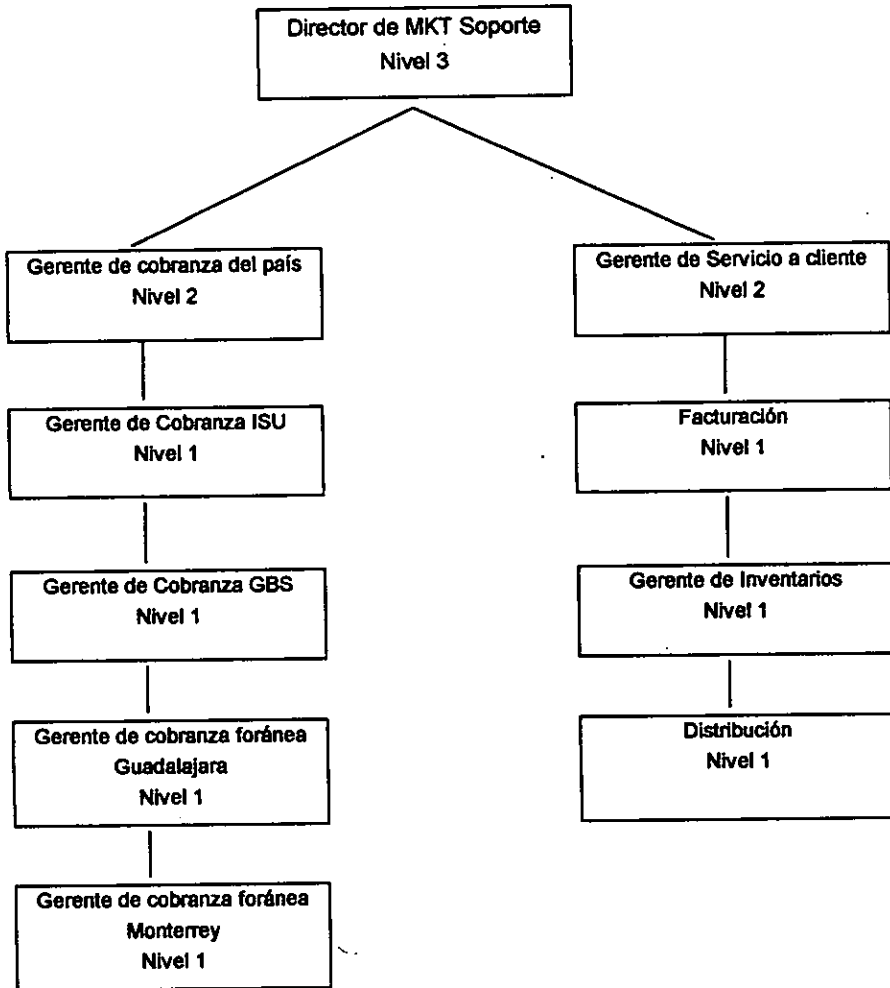 Director de MKT Soporte
Nivel 3
Gerente de cobranza del país
Nivel 2
Gerente de Cobranza ISU
Nivel 1
Gerente de Cobranza GBS
Nivel 1
Gerente de cobranza foránea
Guadalajara
Nivel 1
Gerente de cobranza foránea
Monterrey
Nivel 1
Gerente de Servicio a cliente
Nivel 2
Facturación
Nivel 1
Gerente de Inventarios
Nivel 1
Distribución
Nivel 1